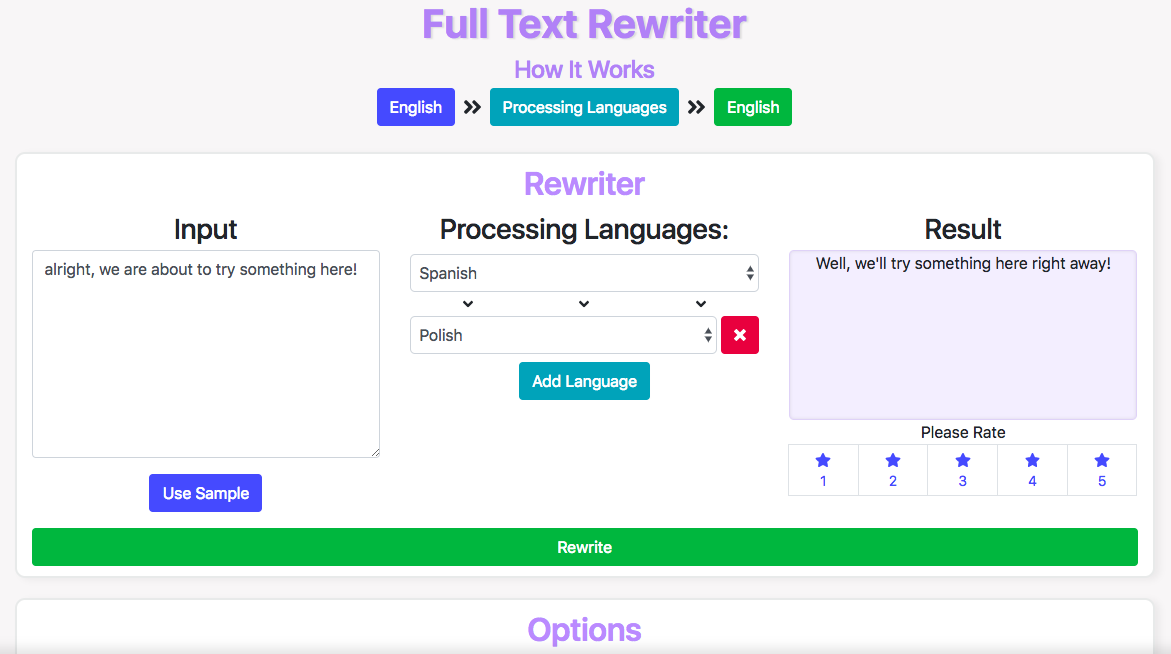 Full Text Rewriter
How It Works
English » Processing Languages » English
Rewriter
Input
alright, we are about to try something here!
Use Sample
Processing Languages:
Spanish
Polish
Add Language
Result
Well, we'll try something here right away!
Please Rate
1 2 3 4 5
Rewrite
Options